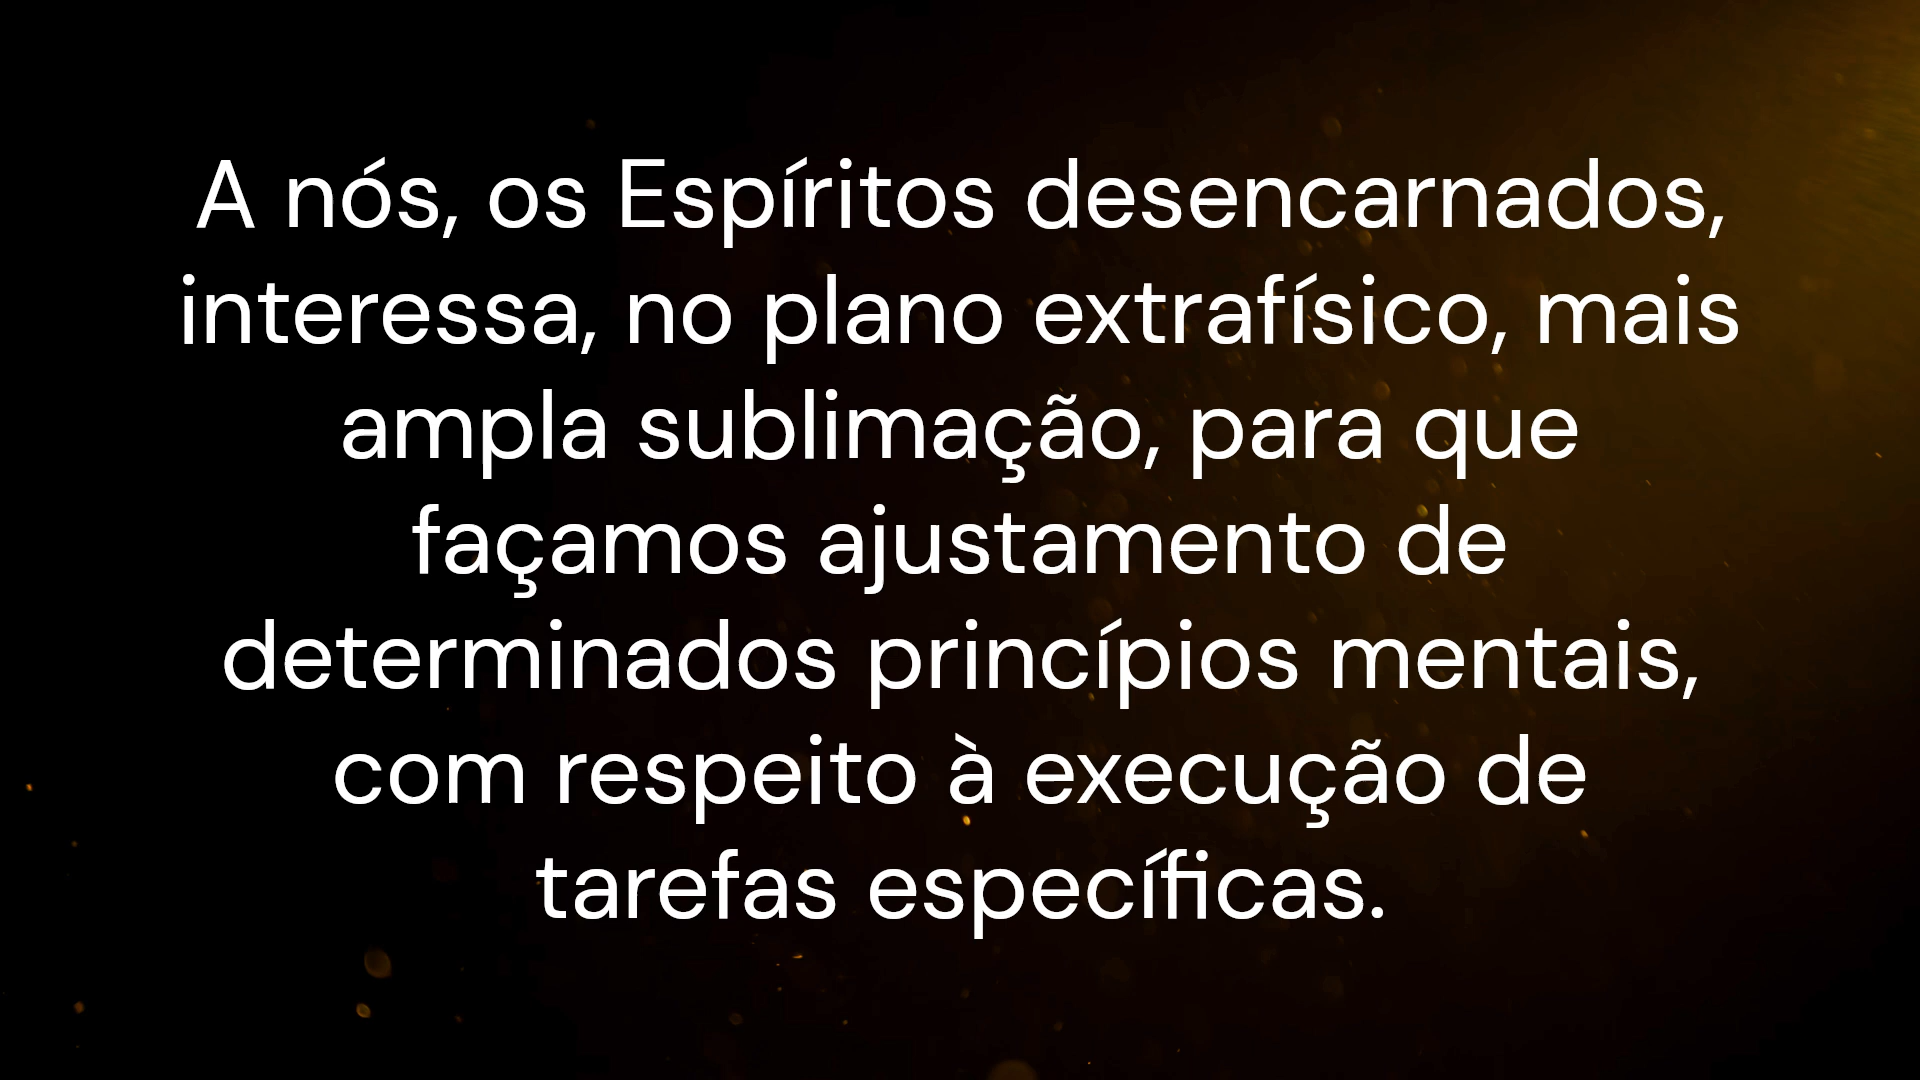 A nós, os Espíritos desencarnados,
interessa, no plano extrafísico, mais
ampla sublimação, para que
façamos ajustamento de
determinados princípios mentais,
com respeito à execução de
tarefas específicas.